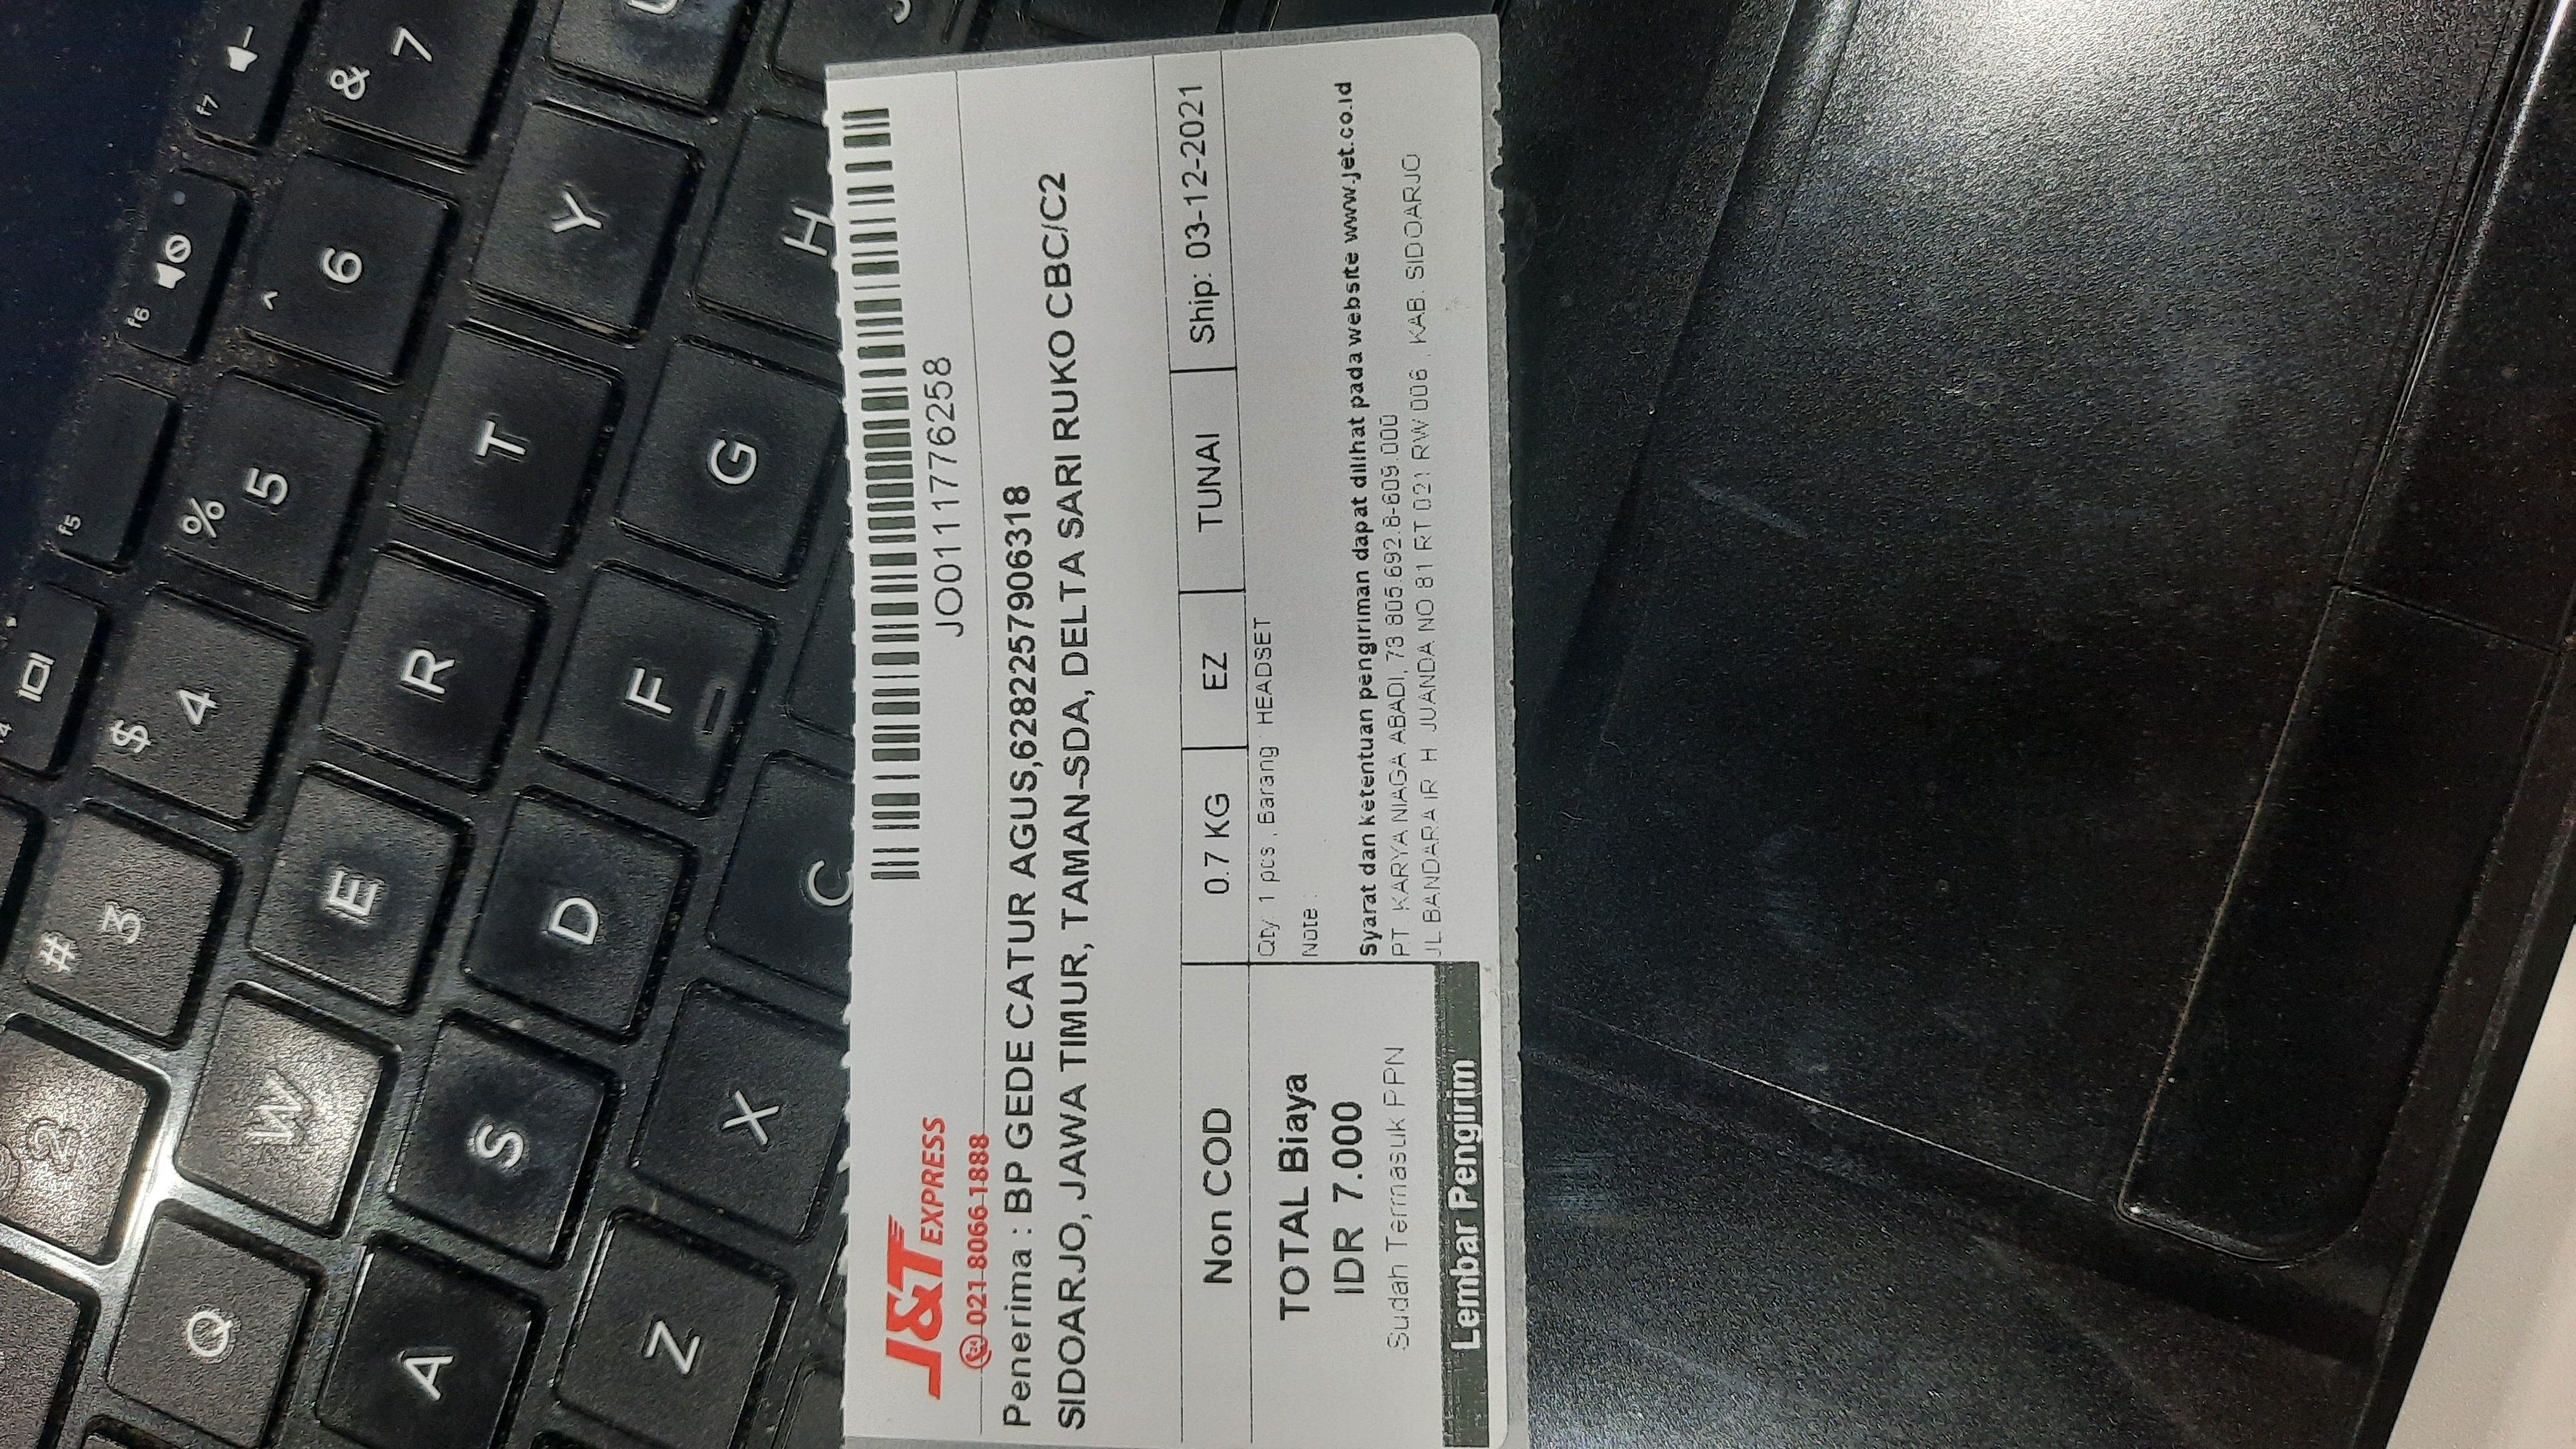 2
# 3
$ 4
f5
% 5
f6
^ 6
f7
& 7
Q
W
E
R
T
Y
A
S
D
F
G
H
Z
X
C
J&T EXPRESS
24 021 8066 1888
JO0111776258
Penerima : BP GEDE CATUR AGUS,6282257906318
SIDOARJO, JAWA TIMUR, TAMAN-SDA, DELTA SARI RUKO CBC/C2
Non COD 0.7 KG EZ TUNAI Ship: 03-12-2021
TOTAL Biaya
IDR 7.000
Sudah Termasuk PPN
Lembar Pengirim
Qty: 1 pcs , Barang : HEADSET
Note :
Syarat dan ketentuan pengiriman dapat dilihat pada website www.jet.co.id
PT. KARYA NIAGA ABADI, 73.805.692.8-609.000
JL BANDARA IR. H. JUANDA NO 81 RT 021 RW 006 , KAB. SIDOARJO